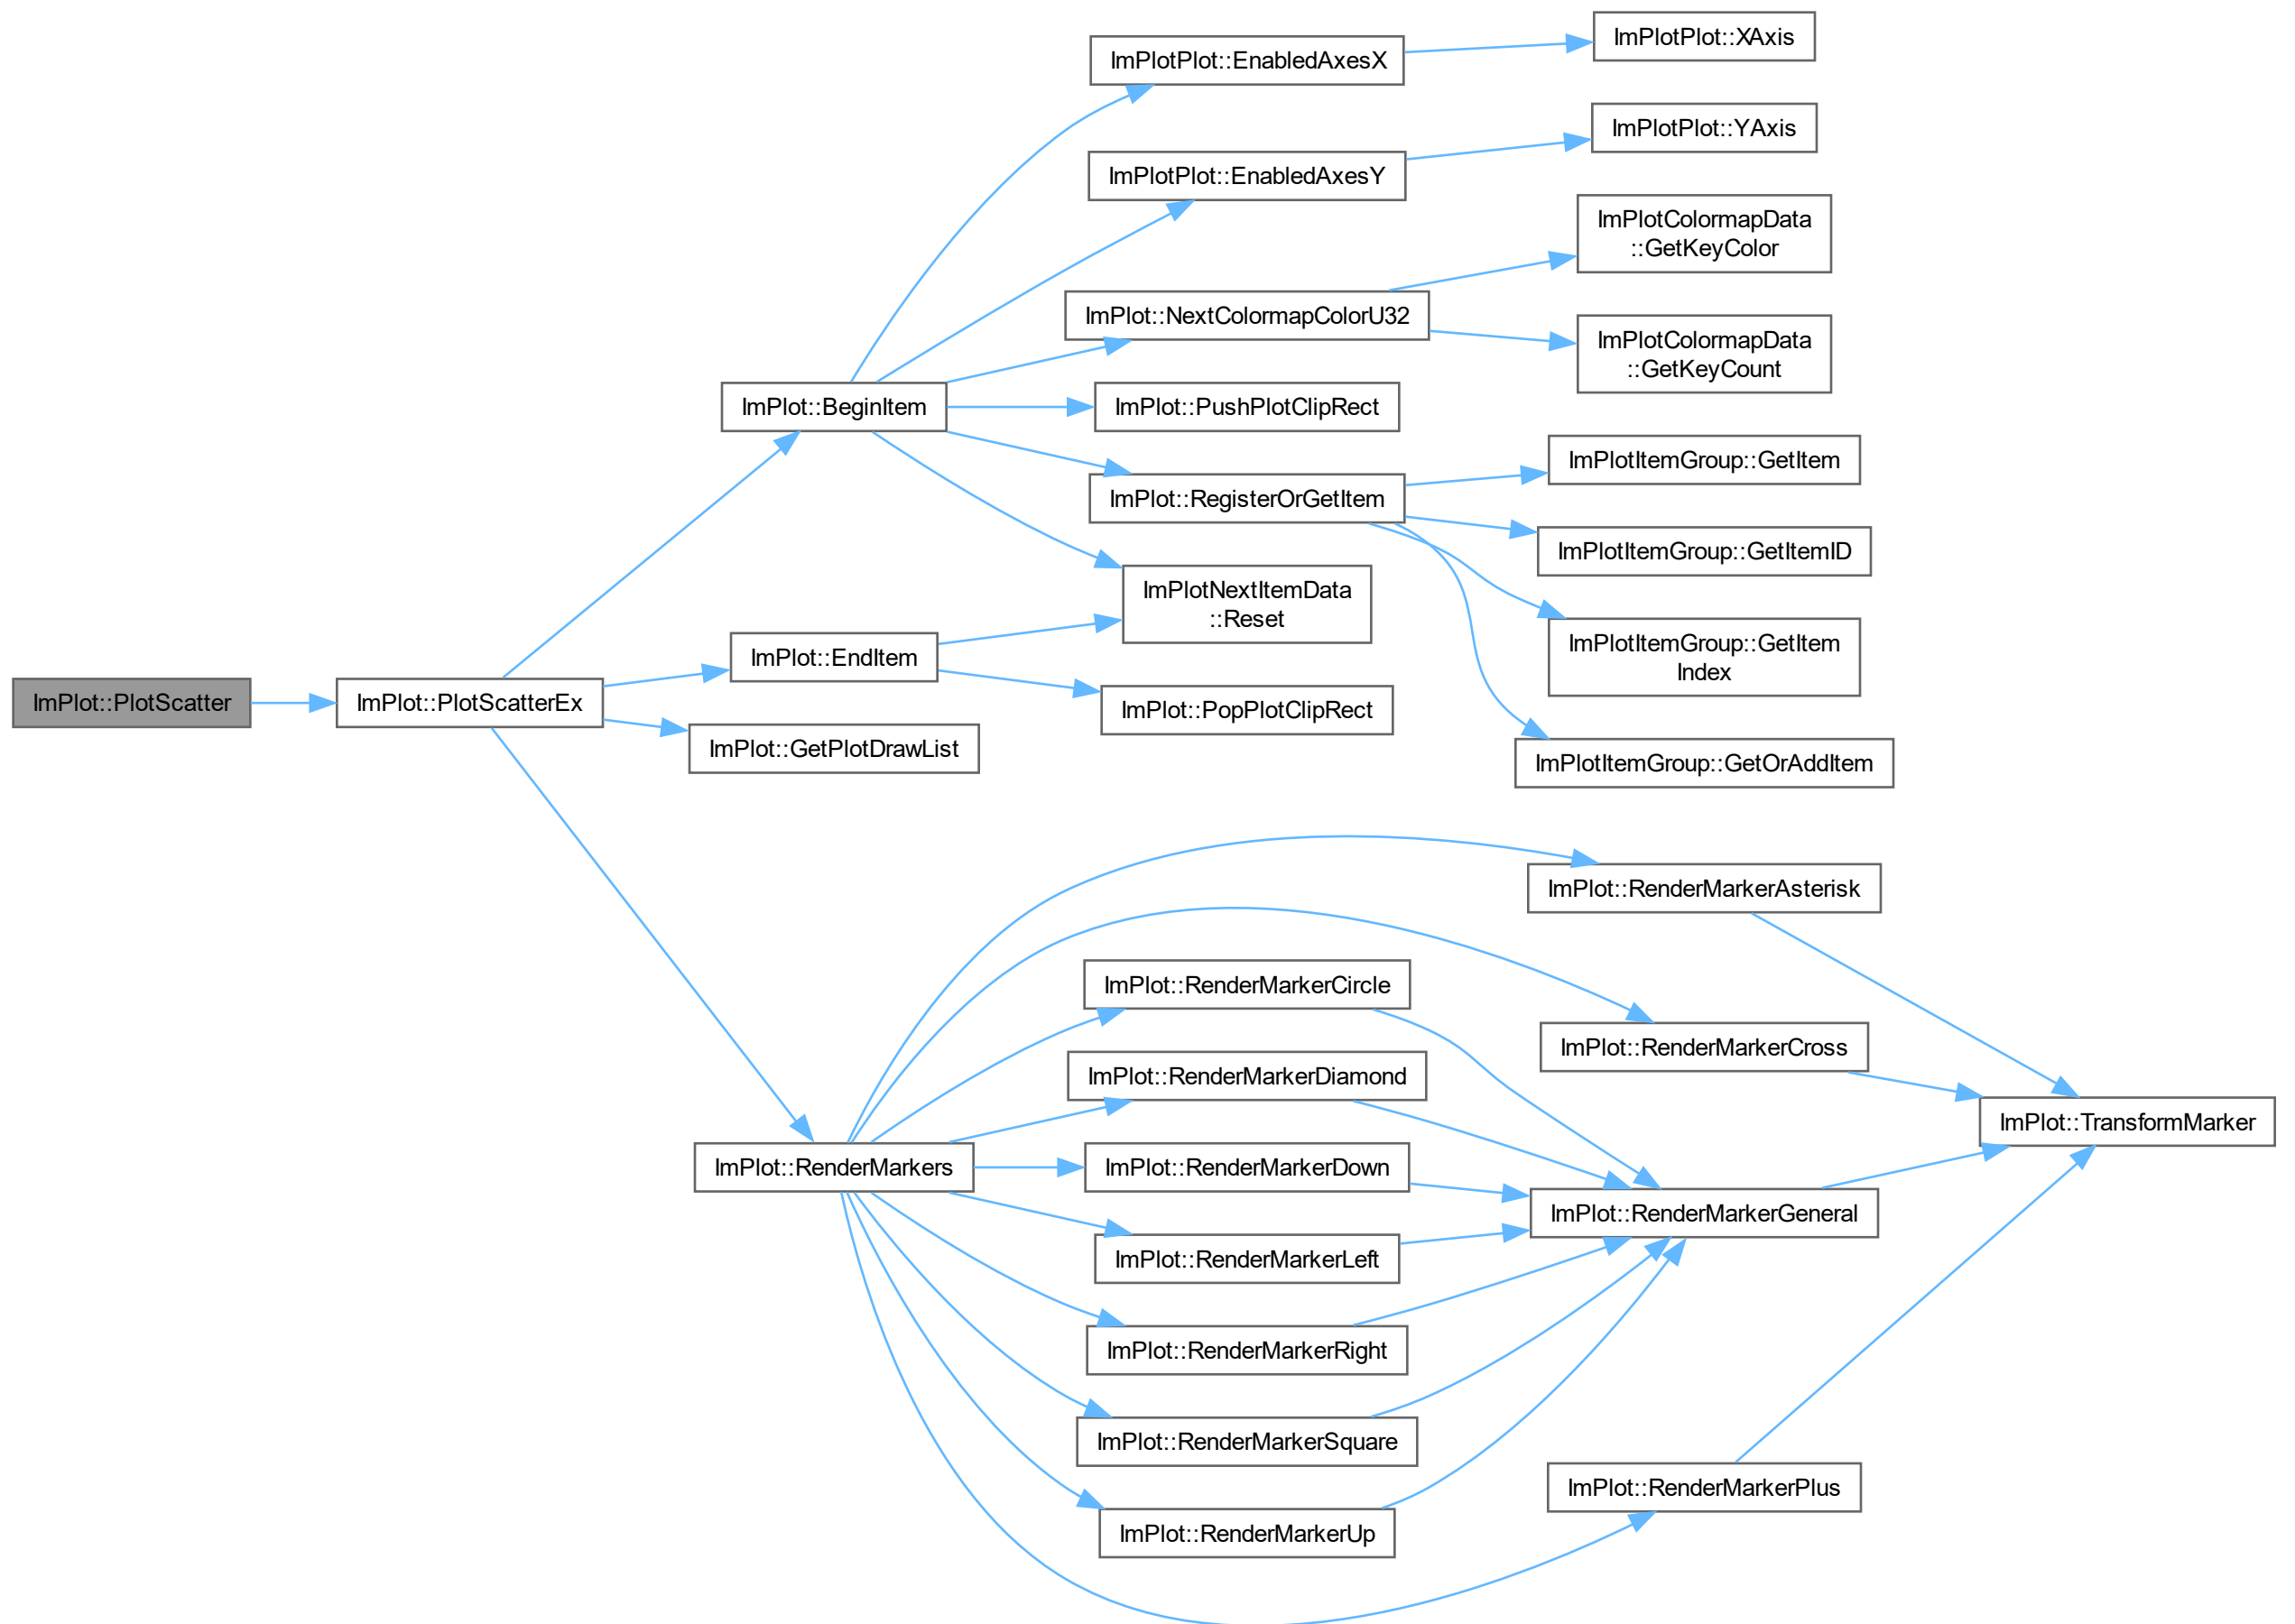 ImPlot::PlotScatter
ImPlot::PlotScatterEx
ImPlot::BeginItem
ImPlot::EndItem
ImPlot::GetPlotDrawList
ImPlot::RenderMarkers
ImPlotPlot::EnabledAxesX
ImPlotPlot::EnabledAxesY
ImPlot::NextColormapColorU32
ImPlot::PushPlotClipRect
ImPlot::RegisterOrGetItem
ImPlotNextItemData
::Reset
ImPlot::PopPlotClipRect
ImPlotPlot::XAxis
ImPlotPlot::YAxis
ImPlotColormapData
::GetKeyColor
ImPlotColormapData
::GetKeyCount
ImPlotItemGroup::GetItem
ImPlotItemGroup::GetItemID
ImPlotItemGroup::GetItem
Index
ImPlotItemGroup::GetOrAddItem
ImPlot::RenderMarkerAsterisk
ImPlot::RenderMarkerCircle
ImPlot::RenderMarkerCross
ImPlot::RenderMarkerDiamond
ImPlot::RenderMarkerDown
ImPlot::RenderMarkerLeft
ImPlot::RenderMarkerRight
ImPlot::RenderMarkerSquare
ImPlot::RenderMarkerUp
ImPlot::RenderMarkerGeneral
ImPlot::RenderMarkerPlus
ImPlot::TransformMarker